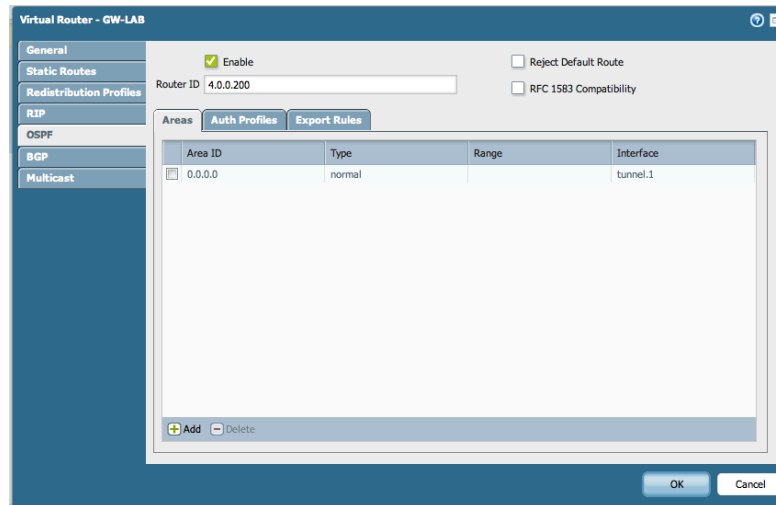 Virtual Router - GW-LAB
General
Static Routes
Redistribution Profiles
RIP
OSPF
BGP
Multicast
Enable
Reject Default Route
Router ID 4.0.0.200
RFC 1583 Compatibility
Areas Auth Profiles Export Rules
Area ID Type Range Interface
0.0.0.0 normal tunnel.1
Add Delete
OK Cancel